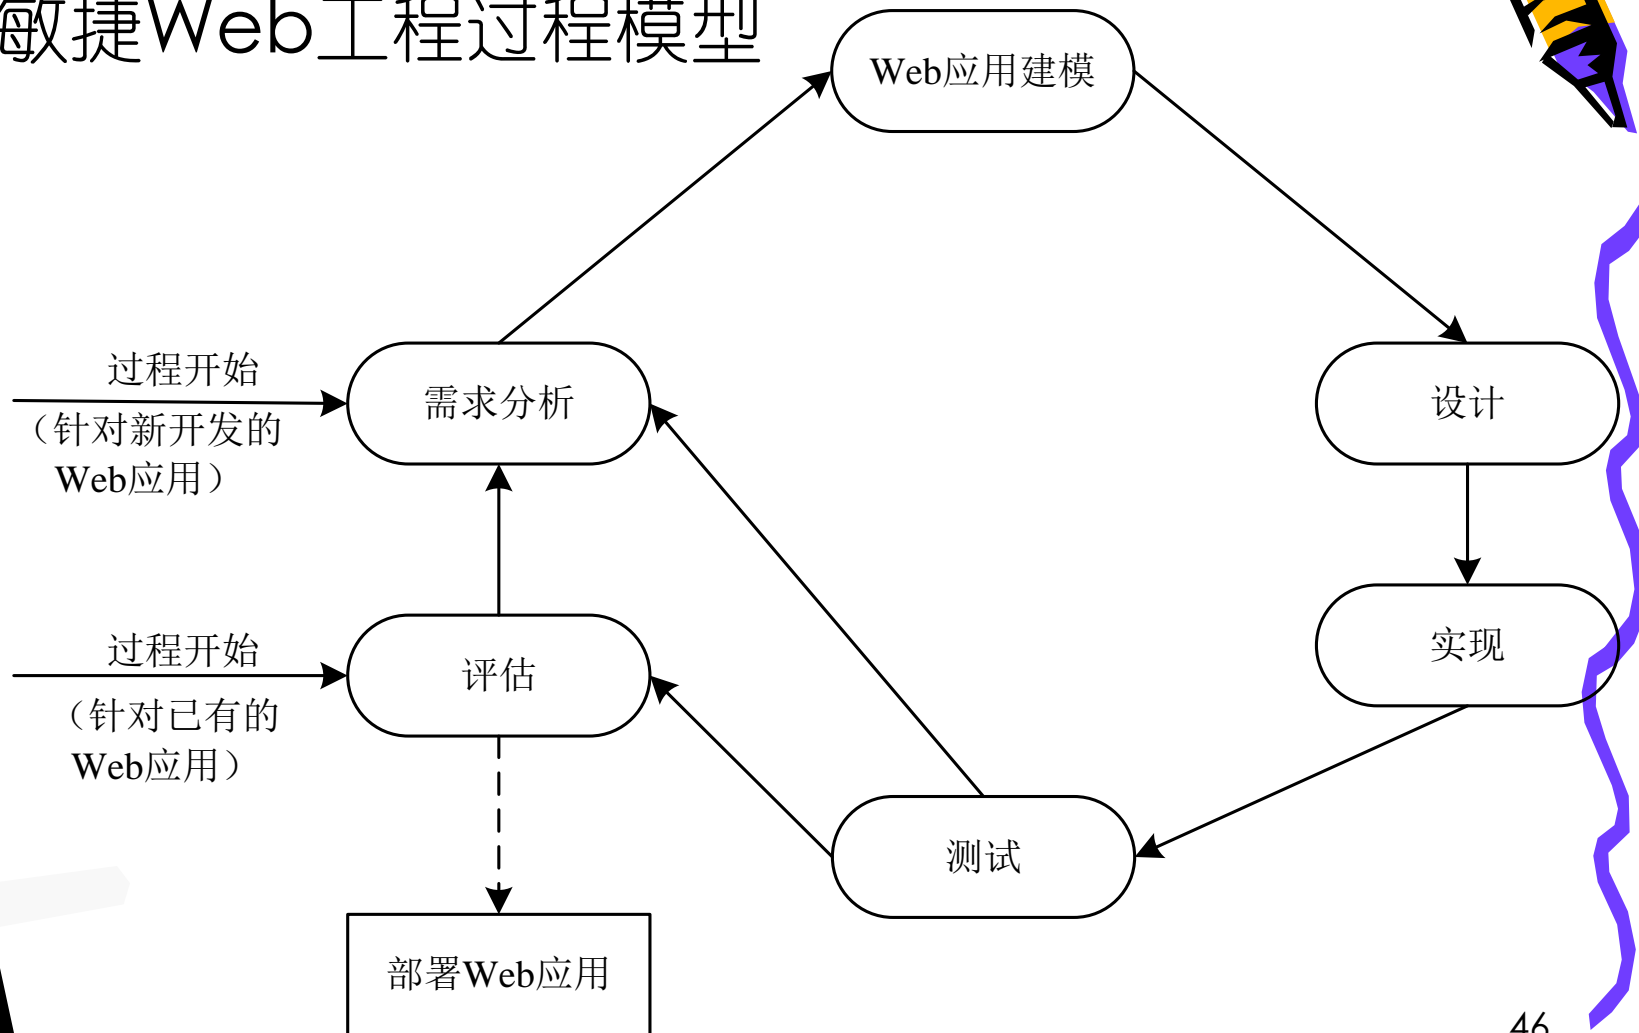 敏捷Web工程过程模型
Web应用建模
过程开始
（针对新开发的
Web应用）
需求分析
设计
过程开始
（针对已有的
Web应用）
评估
实现
测试
部署Web应用
46